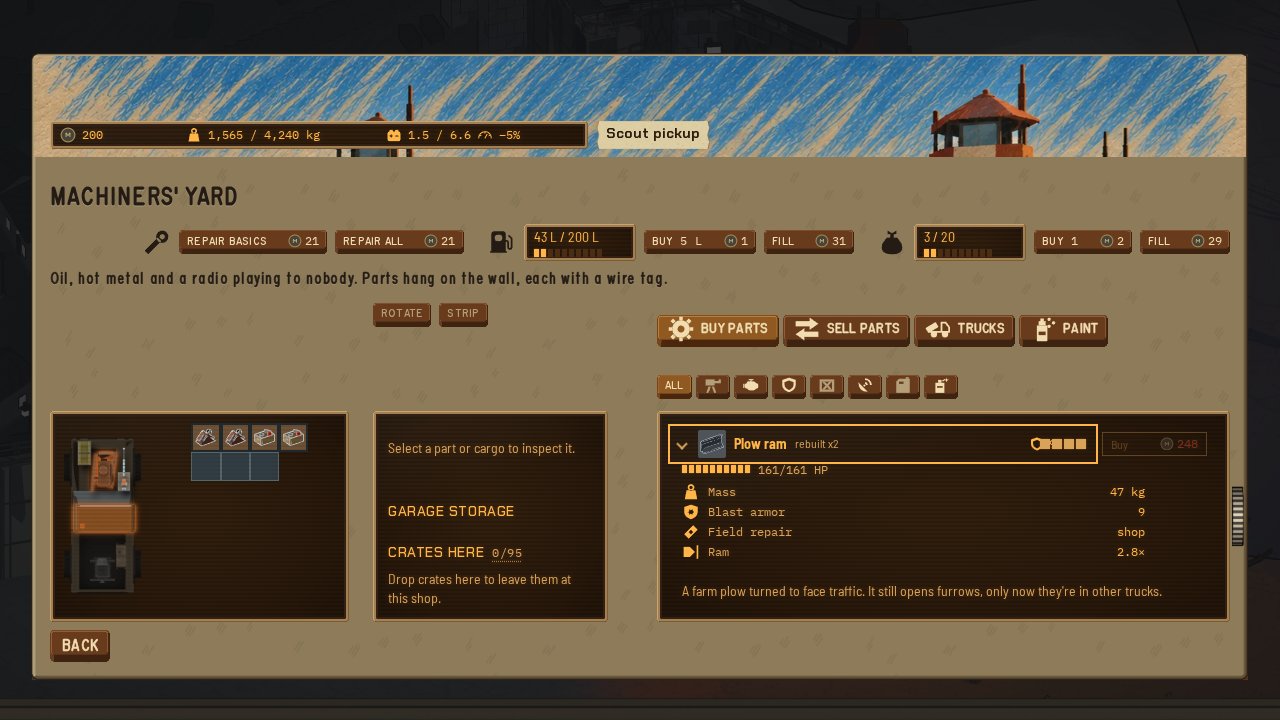 200
1,565 / 4,240 kg
1.5 / 6.6
-5%
Scout pickup
MACHINERS' YARD
REPAIR BASICS
21
REPAIR ALL
21
43 L / 200 L
BUY 5 L
1
FILL
31
3 / 20
BUY 1
2
FILL
29
Oil, hot metal and a radio playing to nobody. Parts hang on the wall, each with a wire tag.
ROTATE
STRIP
BUY PARTS
SELL PARTS
TRUCKS
PAINT
ALL
Select a part or cargo to inspect it.
GARAGE STORAGE
CRATES HERE 0/95
Drop crates here to leave them at
this shop.
Plow ram rebuilt x2
Buy
248
161/161 HP
Mass 47 kg
Blast armor 9
Field repair shop
Ram 2.8×
A farm plow turned to face traffic. It still opens furrows, only now they're in other trucks.
BACK